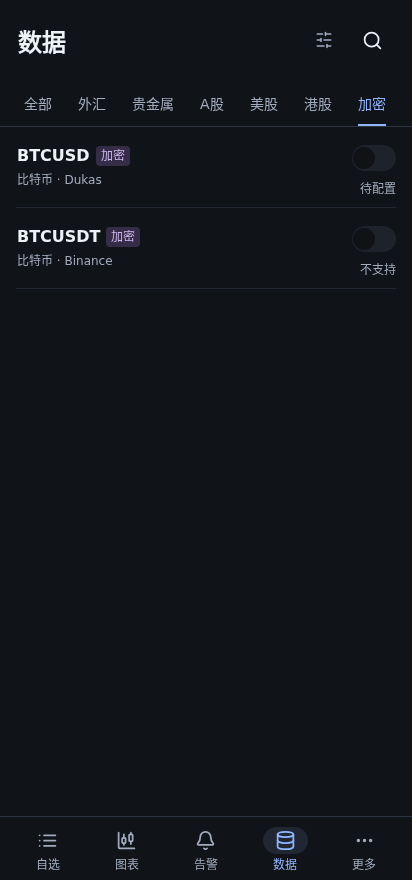 数据
全部 外汇 贵金属 A股 美股 港股 加密
BTCUSD 加密
比特币 · Dukas
待配置
BTCUSDT 加密
比特币 · Binance
不支持
自选 图表 告警 数据 更多